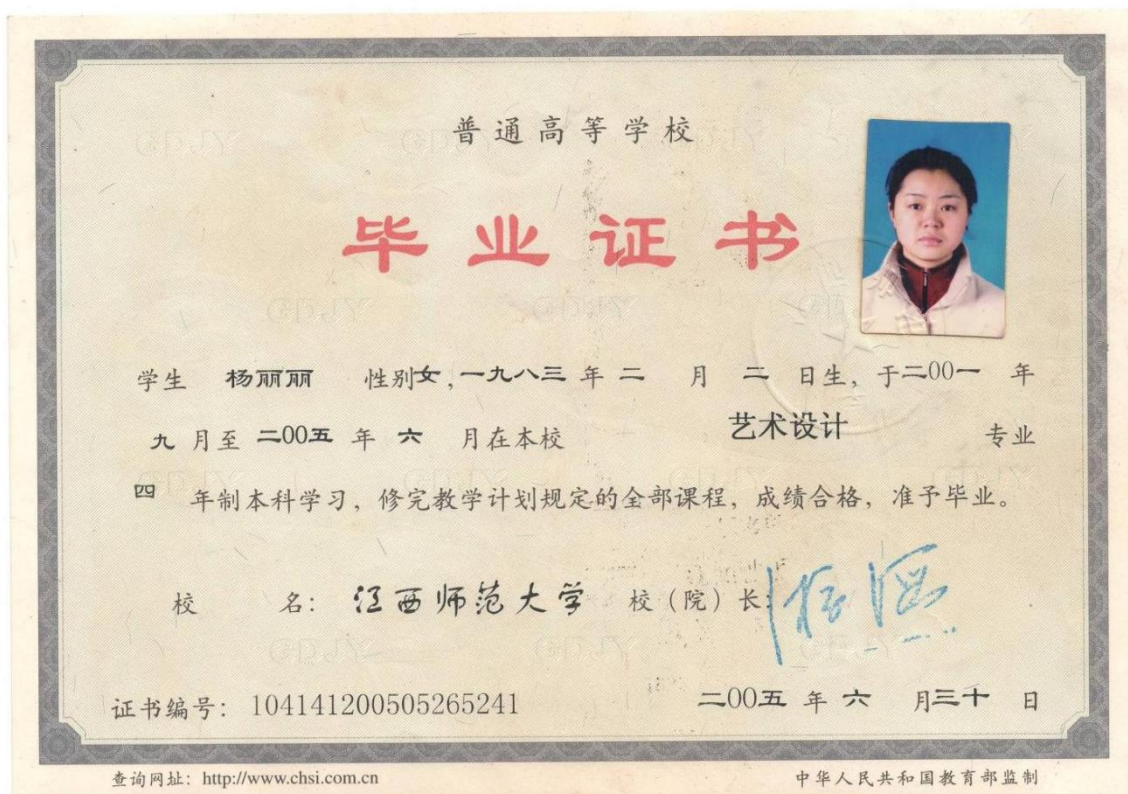 普通高等学校
毕业证书
学生 杨丽丽 性别女,一九八三 年 二 月 二 日生, 于二00一 年
九 月至 二00五 年 六 月在本校 艺术设计 专业
四 年制本科学习, 修完教学计划规定的全部课程, 成绩合格, 准予毕业。
校 名: 江西师范大学 校(院)长:
证书编号: 104141200505265241 二00五 年 六 月三十 日
查询网址: http://www.chsi.com.cn 中华人民共和国教育部监制